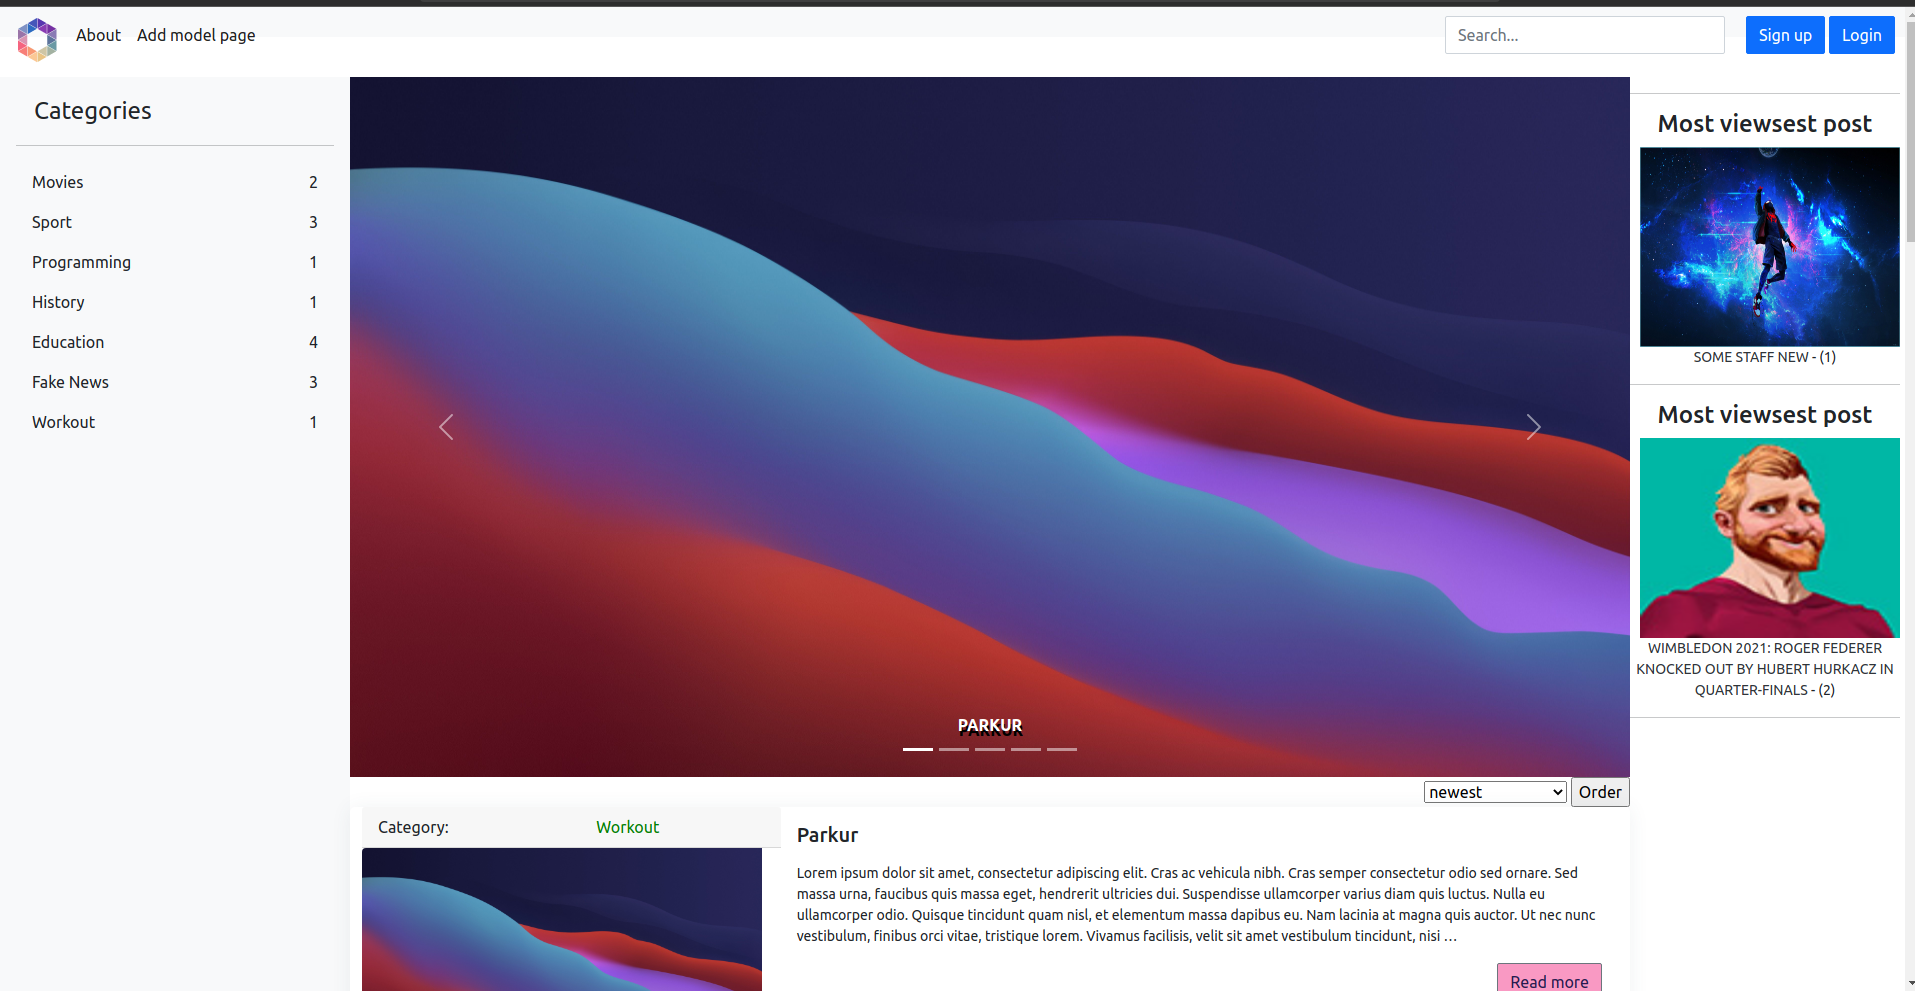 About Add model page Search... Sign up Login
Categories
Movies 2
Sport 3
Programming 1
History 1
Education 4
Fake News 3
Workout 1
PARKUR
Most viewsest post
SOME STAFF NEW - (1)
Most viewsest post
WIMBLEDON 2021: ROGER FEDERER
KNOCKED OUT BY HUBERT HURKACZ IN
QUARTER-FINALS - (2)
newest Order
Category: Workout
Parkur
Lorem ipsum dolor sit amet, consectetur adipiscing elit. Cras ac vehicula nibh. Cras semper consectetur odio sed ornare. Sed
massa urna, faucibus quis massa eget, hendrerit ultricies dui. Suspendisse ullamcorper varius diam quis luctus. Nulla eu
ullamcorper odio. Quisque tincidunt quam nisl, et elementum massa dapibus eu. Nam lacinia at magna quis auctor. Ut nec nunc
vestibulum, finibus orci vitae, tristique lorem. Vivamus facilisis, velit sit amet vestibulum tincidunt, nisi …
Read more